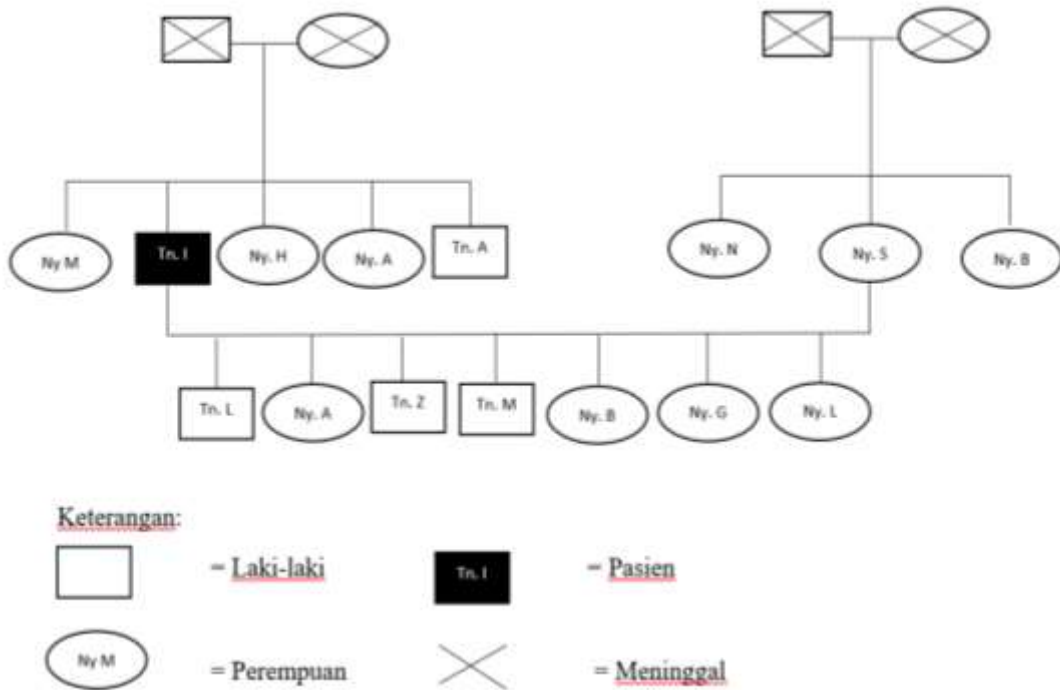 Ny M
Tn. I
Ny. H
Ny. A
Tn. A
Ny. N
Ny. S
Ny. B
Tn. L
Ny. A
Tn. Z
Tn. M
Ny. B
Ny. G
Ny. L
Keterangan:
= Laki-laki
Tn. I
= Pasien
Ny M
= Perempuan
= Meninggal